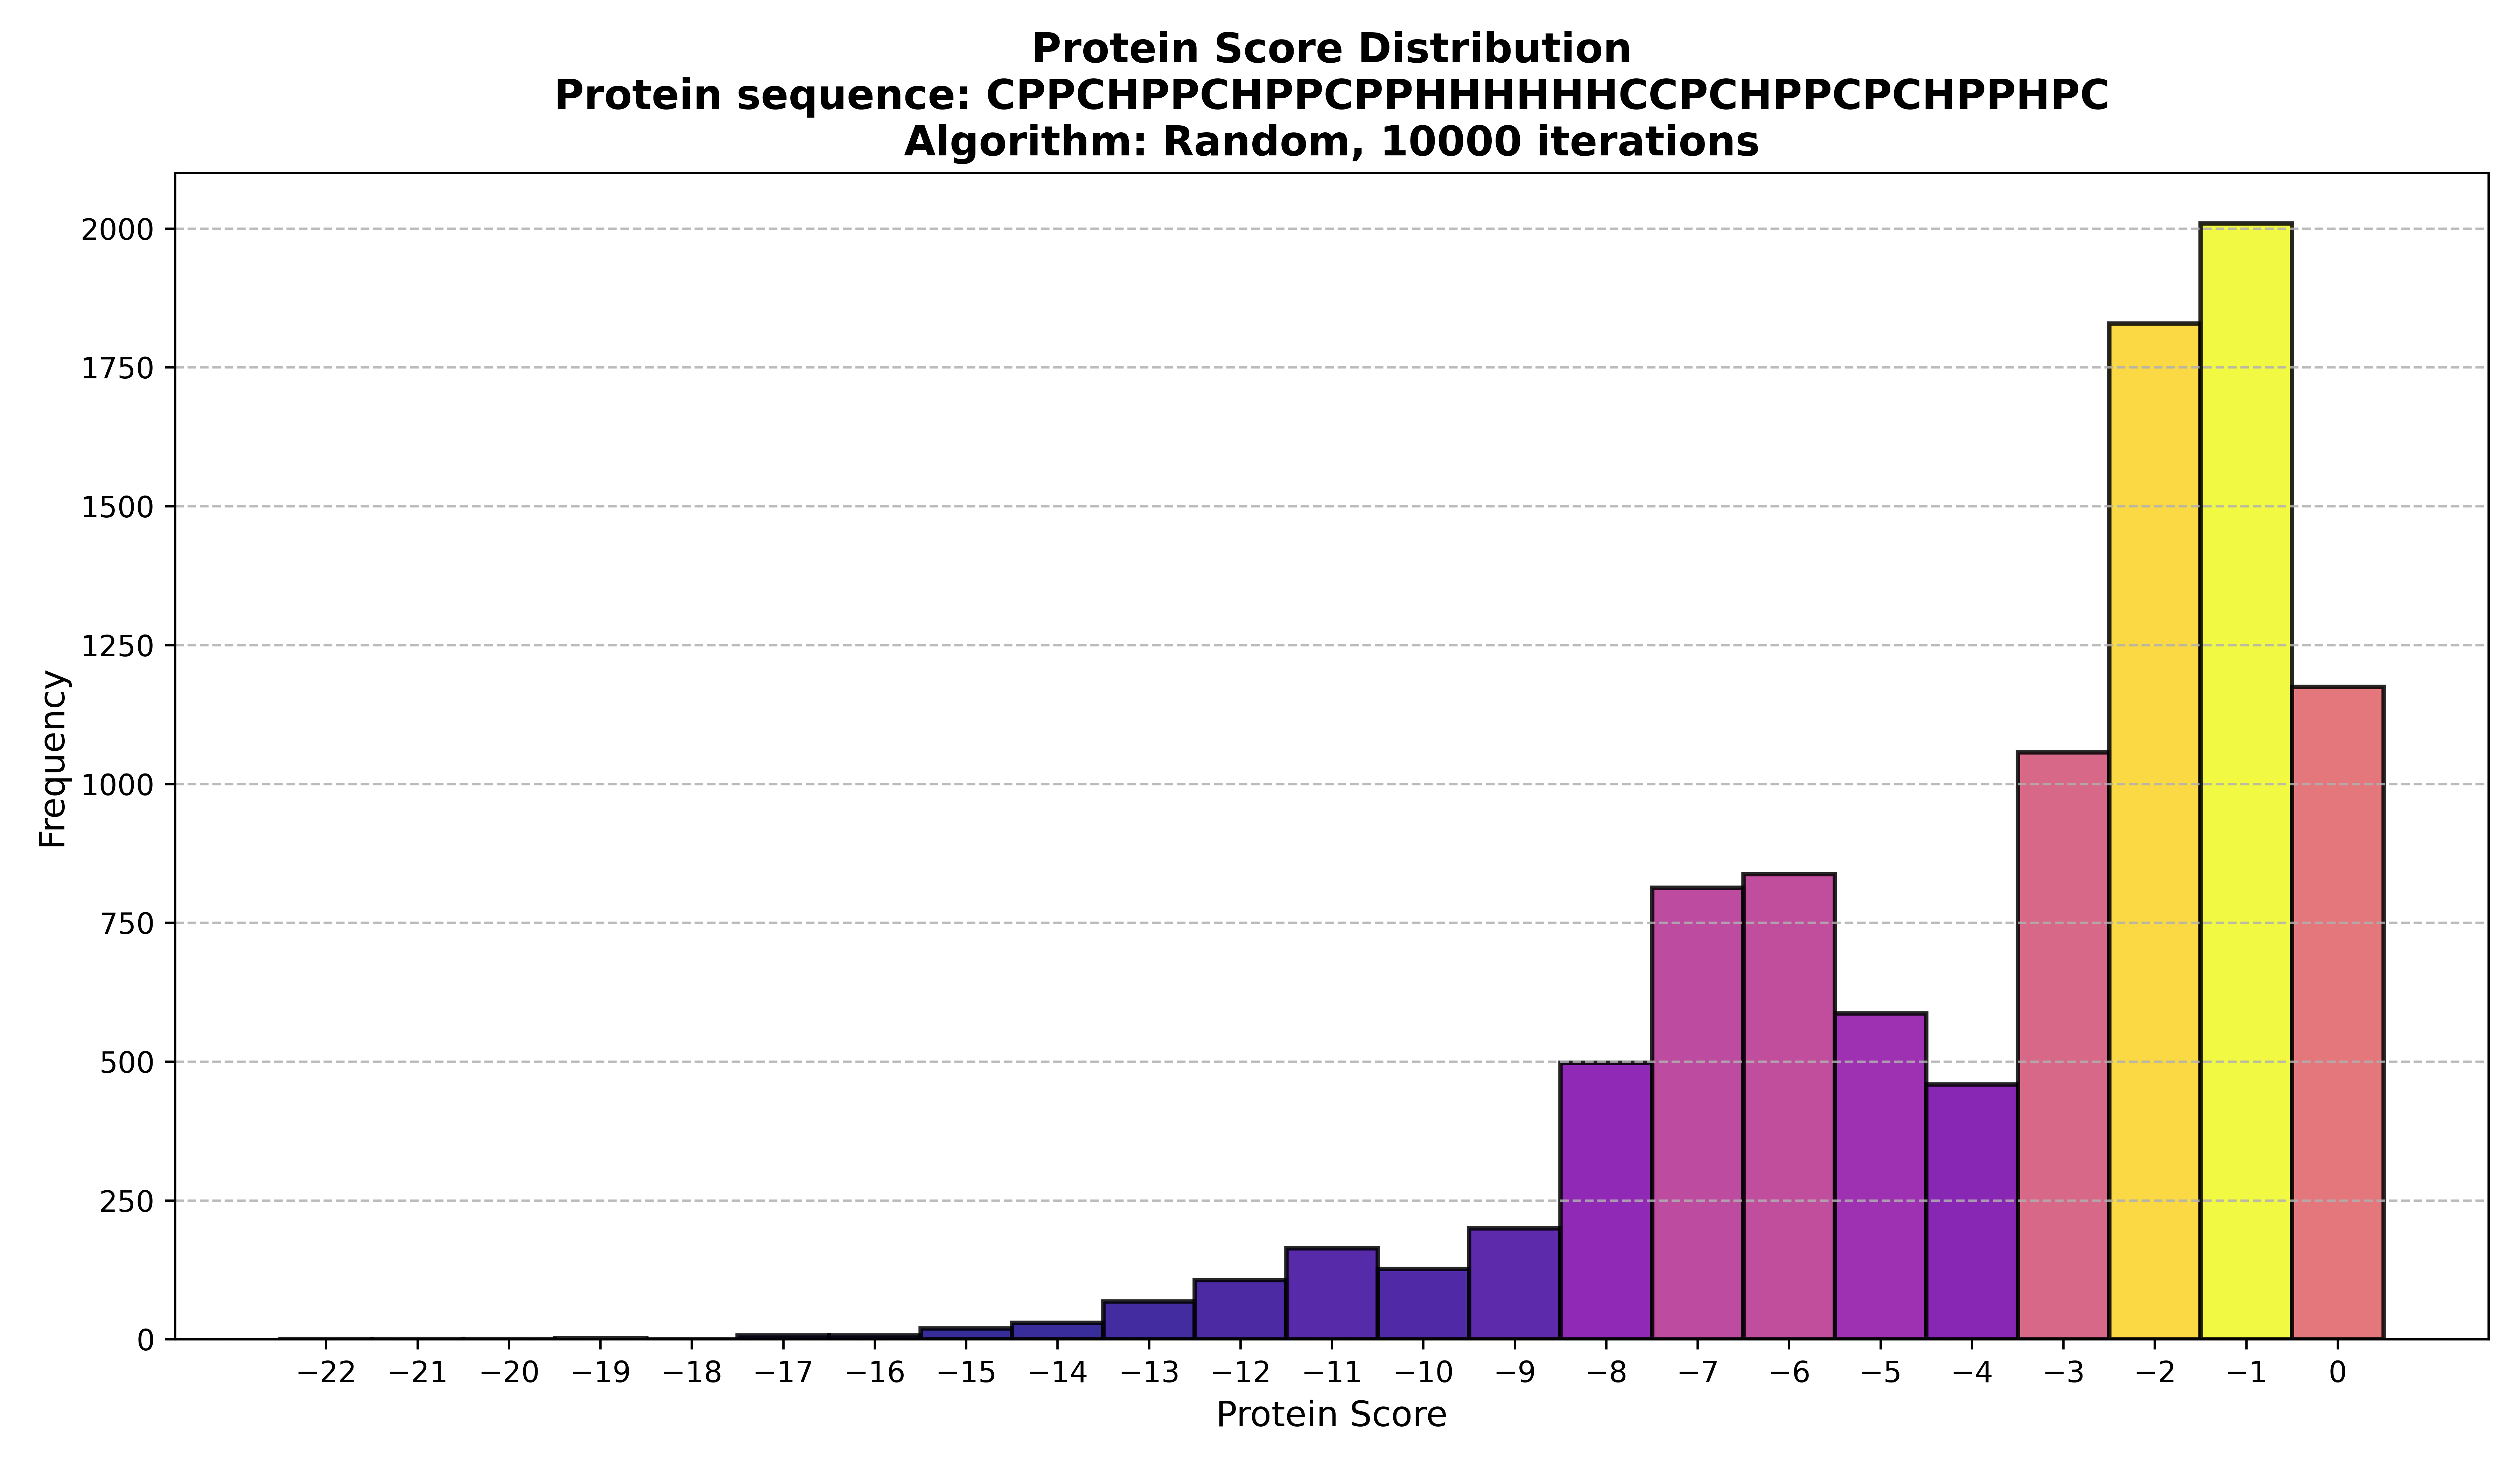 Protein Score Distribution
Protein sequence: CPPCHPPCHPPCPPHHHHHHCCPCHPPCPCHPPHPC
Algorithm: Random, 10000 iterations
2000
1750
1500
1250
1000
750
500
250
0
Frequency
−22 −21 −20 −19 −18 −17 −16 −15 −14 −13 −12 −11 −10 −9 −8 −7 −6 −5 −4 −3 −2 −1 0
Protein Score